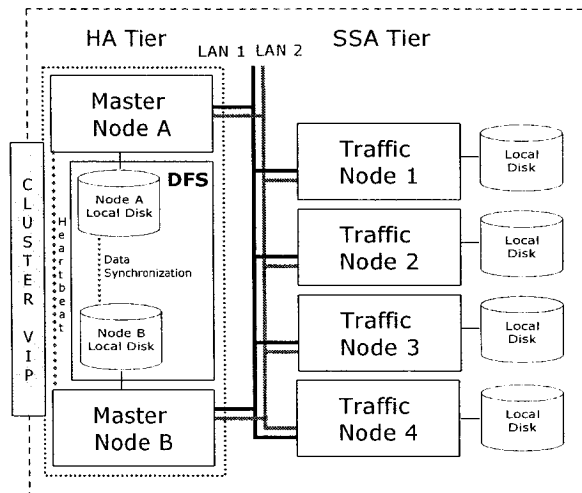 HA Tier
SSA Tier
LAN 1
LAN 2
Master
Node A
CLUSTER VIP
Heartbeat
DFS
Node A
Local Disk
Data
Synchronization
Node B
Local Disk
Master
Node B
Traffic
Node 1
Local
Disk
Traffic
Node 2
Local
Disk
Traffic
Node 3
Local
Disk
Traffic
Node 4
Local
Disk